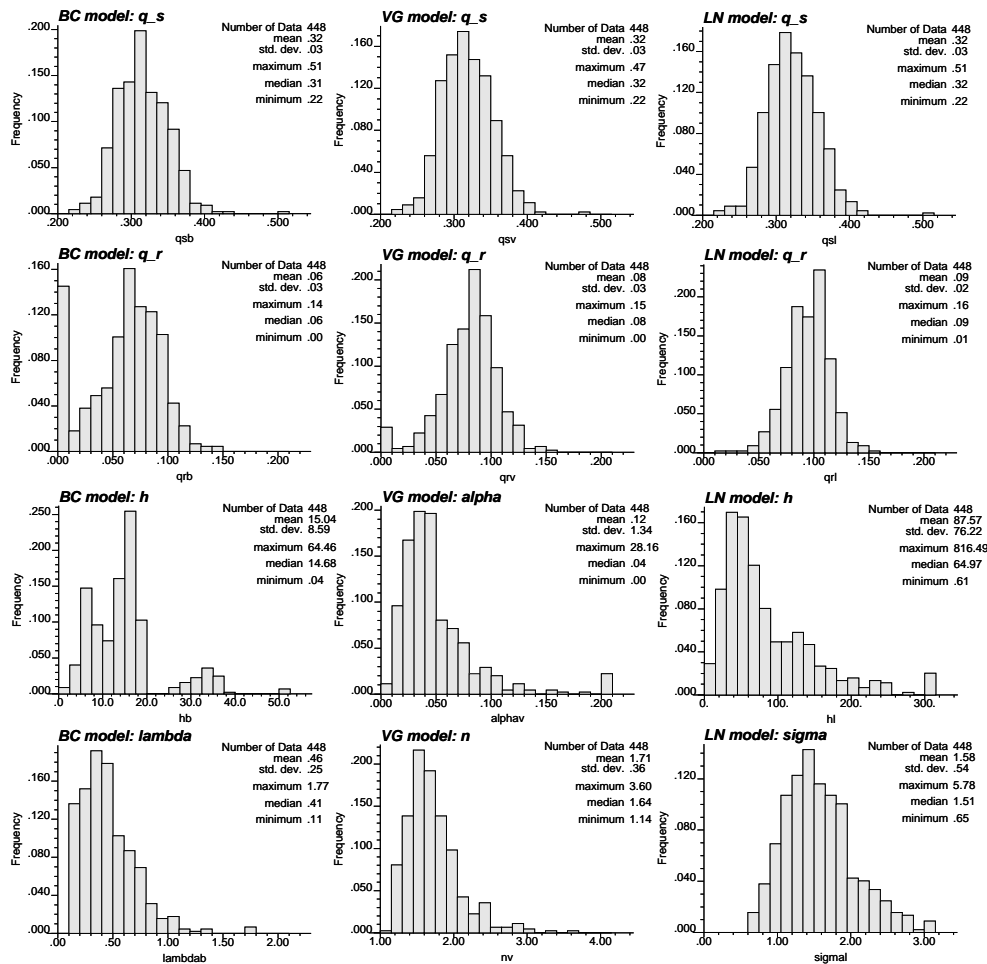 BC model: q_s
Number of Data 448
mean .32
std. dev. .03
maximum .51
median .31
minimum .22
Frequency
.200
.150
.100
.050
.000
.200 .300 .400 .500
qsb
VG model: q_s
Number of Data 448
mean .32
std. dev. .03
maximum .47
median .32
minimum .22
Frequency
.160
.120
.080
.040
.000
.200 .300 .400 .500
qsv
LN model: q_s
Number of Data 448
mean .32
std. dev. .03
maximum .51
median .32
minimum .22
Frequency
.160
.120
.080
.040
.000
.200 .300 .400 .500
qsl
BC model: q_r
Number of Data 448
mean .06
std. dev. .03
maximum .14
median .06
minimum .00
Frequency
.160
.120
.080
.040
.000
.000 .050 .100 .150 .200
qrb
VG model: q_r
Number of Data 448
mean .08
std. dev. .03
maximum .15
median .08
minimum .00
Frequency
.200
.150
.100
.050
.000
.000 .050 .100 .150 .200
qrv
LN model: q_r
Number of Data 448
mean .09
std. dev. .02
maximum .16
median .09
minimum .01
Frequency
.200
.150
.100
.050
.000
.000 .050 .100 .150 .200
qrl
BC model: h
Number of Data 448
mean 15.04
std. dev. 8.59
maximum 64.46
median 14.68
minimum .04
Frequency
.250
.200
.150
.100
.050
.000
.0 10.0 20.0 30.0 40.0 50.0
hb
VG model: alpha
Number of Data 448
mean .12
std. dev. 1.34
maximum 28.16
median .04
minimum .00
Frequency
.200
.150
.100
.050
.000
.000 .050 .100 .150 .200
alphav
LN model: h
Number of Data 448
mean 87.57
std. dev. 76.22
maximum 816.49
median 64.97
minimum .61
Frequency
.160
.120
.080
.040
.000
0. 100. 200. 300.
hl
BC model: lambda
Number of Data 448
mean .46
std. dev. .25
maximum 1.77
median .41
minimum .11
Frequency
.160
.120
.080
.040
.000
.00 .50 1.00 1.50 2.00
lambdab
VG model: n
Number of Data 448
mean 1.71
std. dev. .36
maximum 3.60
median 1.64
minimum 1.14
Frequency
.200
.150
.100
.050
.000
1.00 2.00 3.00 4.00
nv
LN model: sigma
Number of Data 448
mean 1.58
std. dev. .54
maximum 5.78
median 1.51
minimum .65
Frequency
.120
.080
.040
.000
.00 1.00 2.00 3.00
sigmal